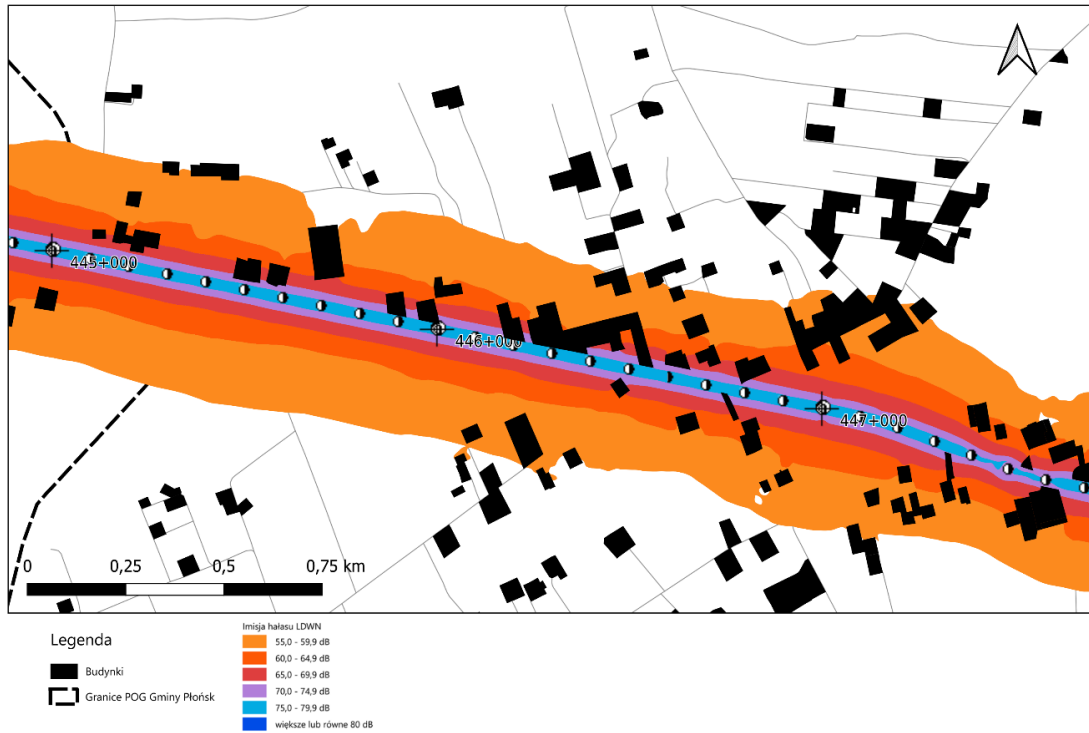 445+000
446+000
447+000
0 0,25 0,5 0,75 km
Legenda
Budynki
Granice POG Gminy Płońsk
Imisja hałasu LDWN
55,0 - 59,9 dB
60,0 - 64,9 dB
65,0 - 69,9 dB
70,0 - 74,9 dB
75,0 - 79,9 dB
większe lub równe 80 dB